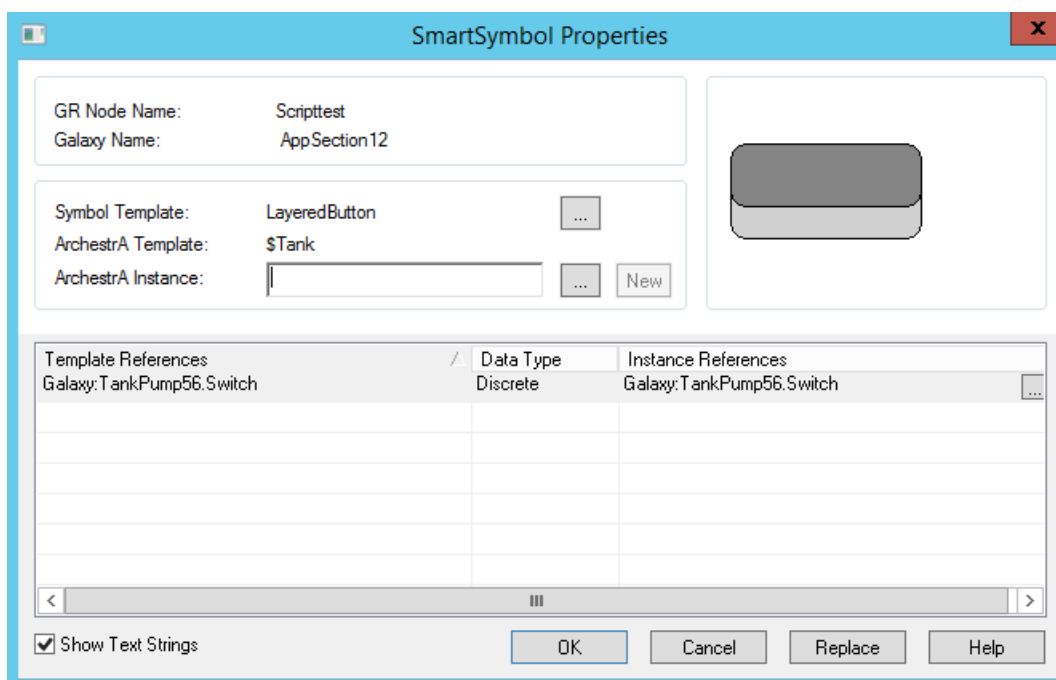 SmartSymbol Properties x
GR Node Name: Scripttest
Galaxy Name: AppSection12
Symbol Template: LayeredButton ...
ArchestrA Template: $Tank
ArchestrA Instance: ... New
Template References Data Type Instance References
Galaxy:TankPump56.Switch Discrete Galaxy:TankPump56.Switch ...
Show Text Strings OK Cancel Replace Help